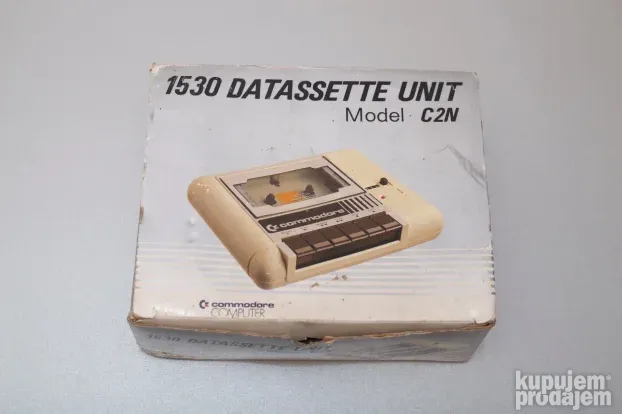 1530 DATASSETTE UNIT
Model C2N
commodore
commodore
COMPUTER
1530 DATASSETTE UNIT
kupujem
prodajem